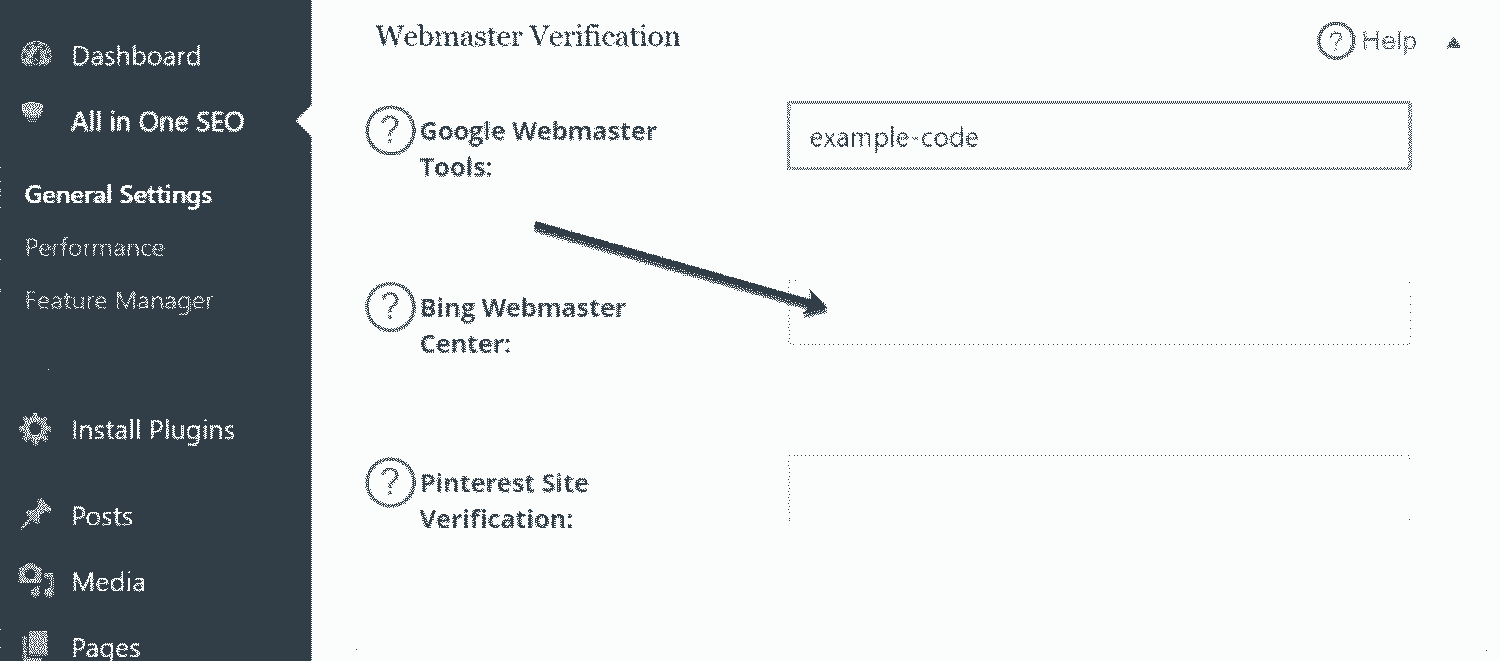 Dashboard
All in One SEO
General Settings
Performance
Feature Manager
Install Plugins
Posts
Media
Pages
Webmaster Verification
? Help ▲
? Google Webmaster
Tools:
example-code
? Bing Webmaster
Center:
? Pinterest Site
Verification: